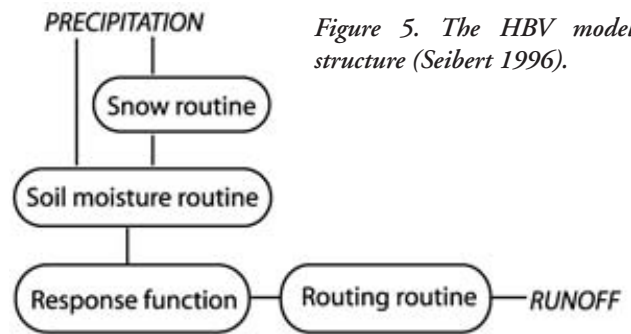 PRECIPITATION
Figure 5. The HBV model
structure (Seibert 1996).
Snow routine
Soil moisture routine
Response function
Routing routine
RUNOFF